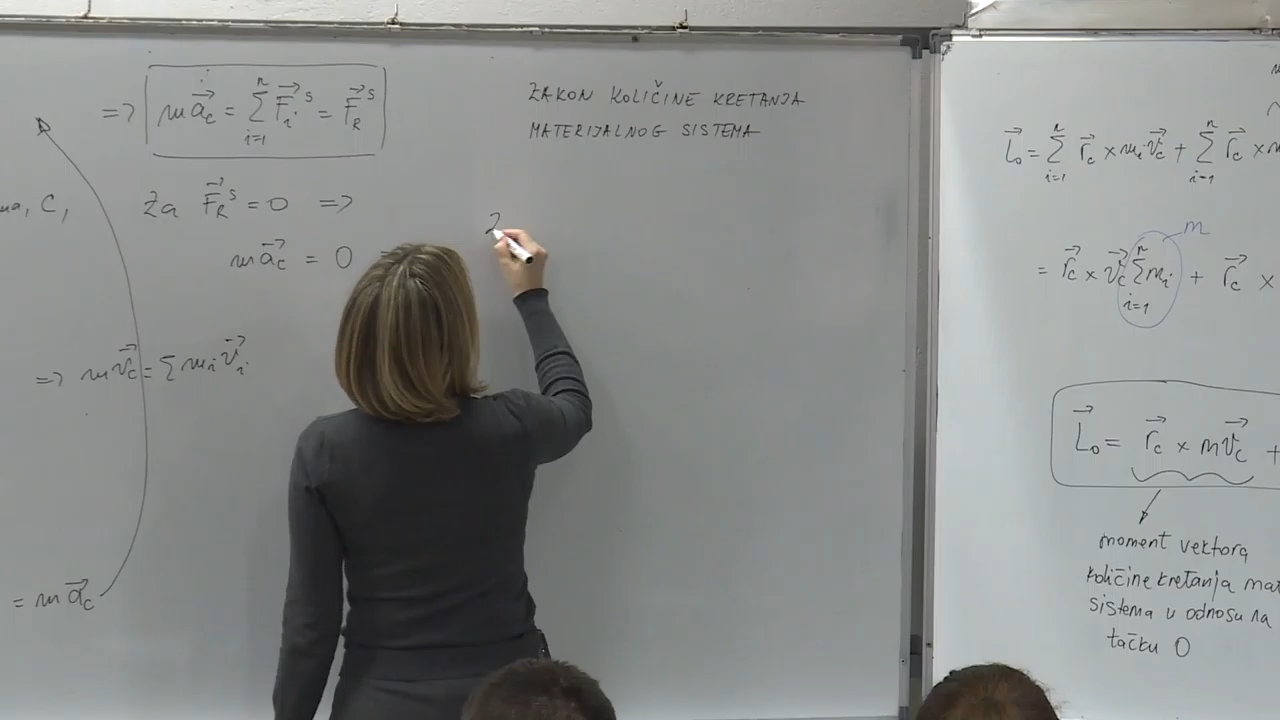 => m a⃗_c = Σ_{i=1}^{n} F⃗_i^s = F⃗_R^s
C,
Za F⃗_R^s = 0 =>
m a⃗_c = 0
=> m v⃗_c = Σ m_i v⃗_i
= m a⃗_c
ZAKON KOLIČINE KRETANJA
MATERIJALNOG SISTEMA
L⃗_o = Σ_{i=1}^{n} r⃗_c × m_i v⃗_c + Σ_{i=1}^{n} r⃗_c ×
m
= r⃗_c × v⃗_c Σ_{i=1}^{n} m_i + r⃗_c ×
L⃗_o = r⃗_c × m v⃗_c +
moment vektora
količine kretanja
sistema u odnosu na
tačku O